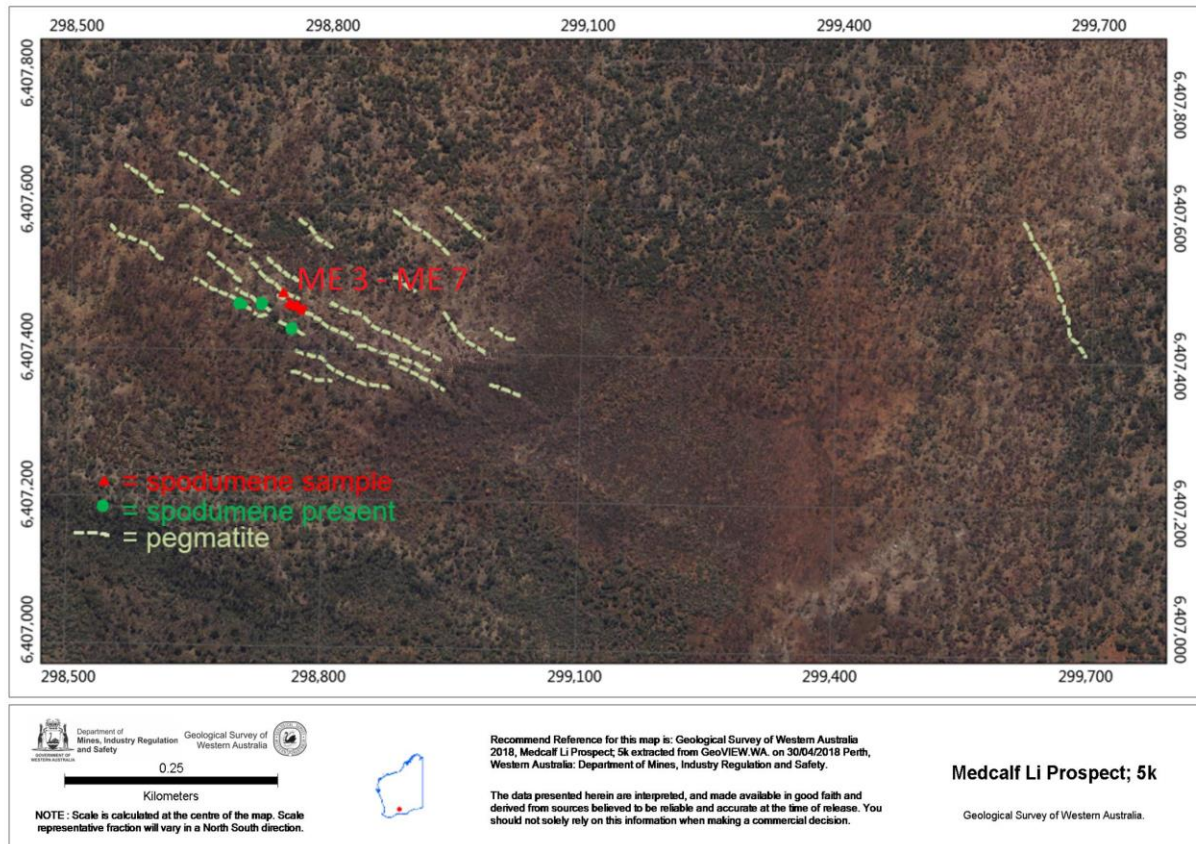 298,500 298,800 299,100 299,400 299,700
6,407,800
6,407,600
6,407,400
6,407,200
6,407,000
6,407,800
6,407,600
6,407,400
6,407,200
6,407,000
ME 3 - ME 7
= spodumene sample
= spodumene present
= pegmatite
298,500 298,800 299,100 299,400 299,700
GOVERNMENT OF
WESTERN AUSTRALIA
Department of
Mines, Industry Regulation
and Safety
Geological Survey of
Western Australia
0.25
Kilometers
NOTE : Scale is calculated at the centre of the map. Scale
representative fraction will vary in a North South direction.
Recommend Reference for this map is: Geological Survey of Western Australia
2018, Medcalf Li Prospect; 5k extracted from GeoVIEW.WA. on 30/04/2018 Perth,
Western Australia: Department of Mines, Industry Regulation and Safety.
The data presented herein are interpreted, and made available in good faith and
derived from sources believed to be reliable and accurate at the time of release. You
should not solely rely on this information when making a commercial decision.
Medcalf Li Prospect; 5k
Geological Survey of Western Australia.